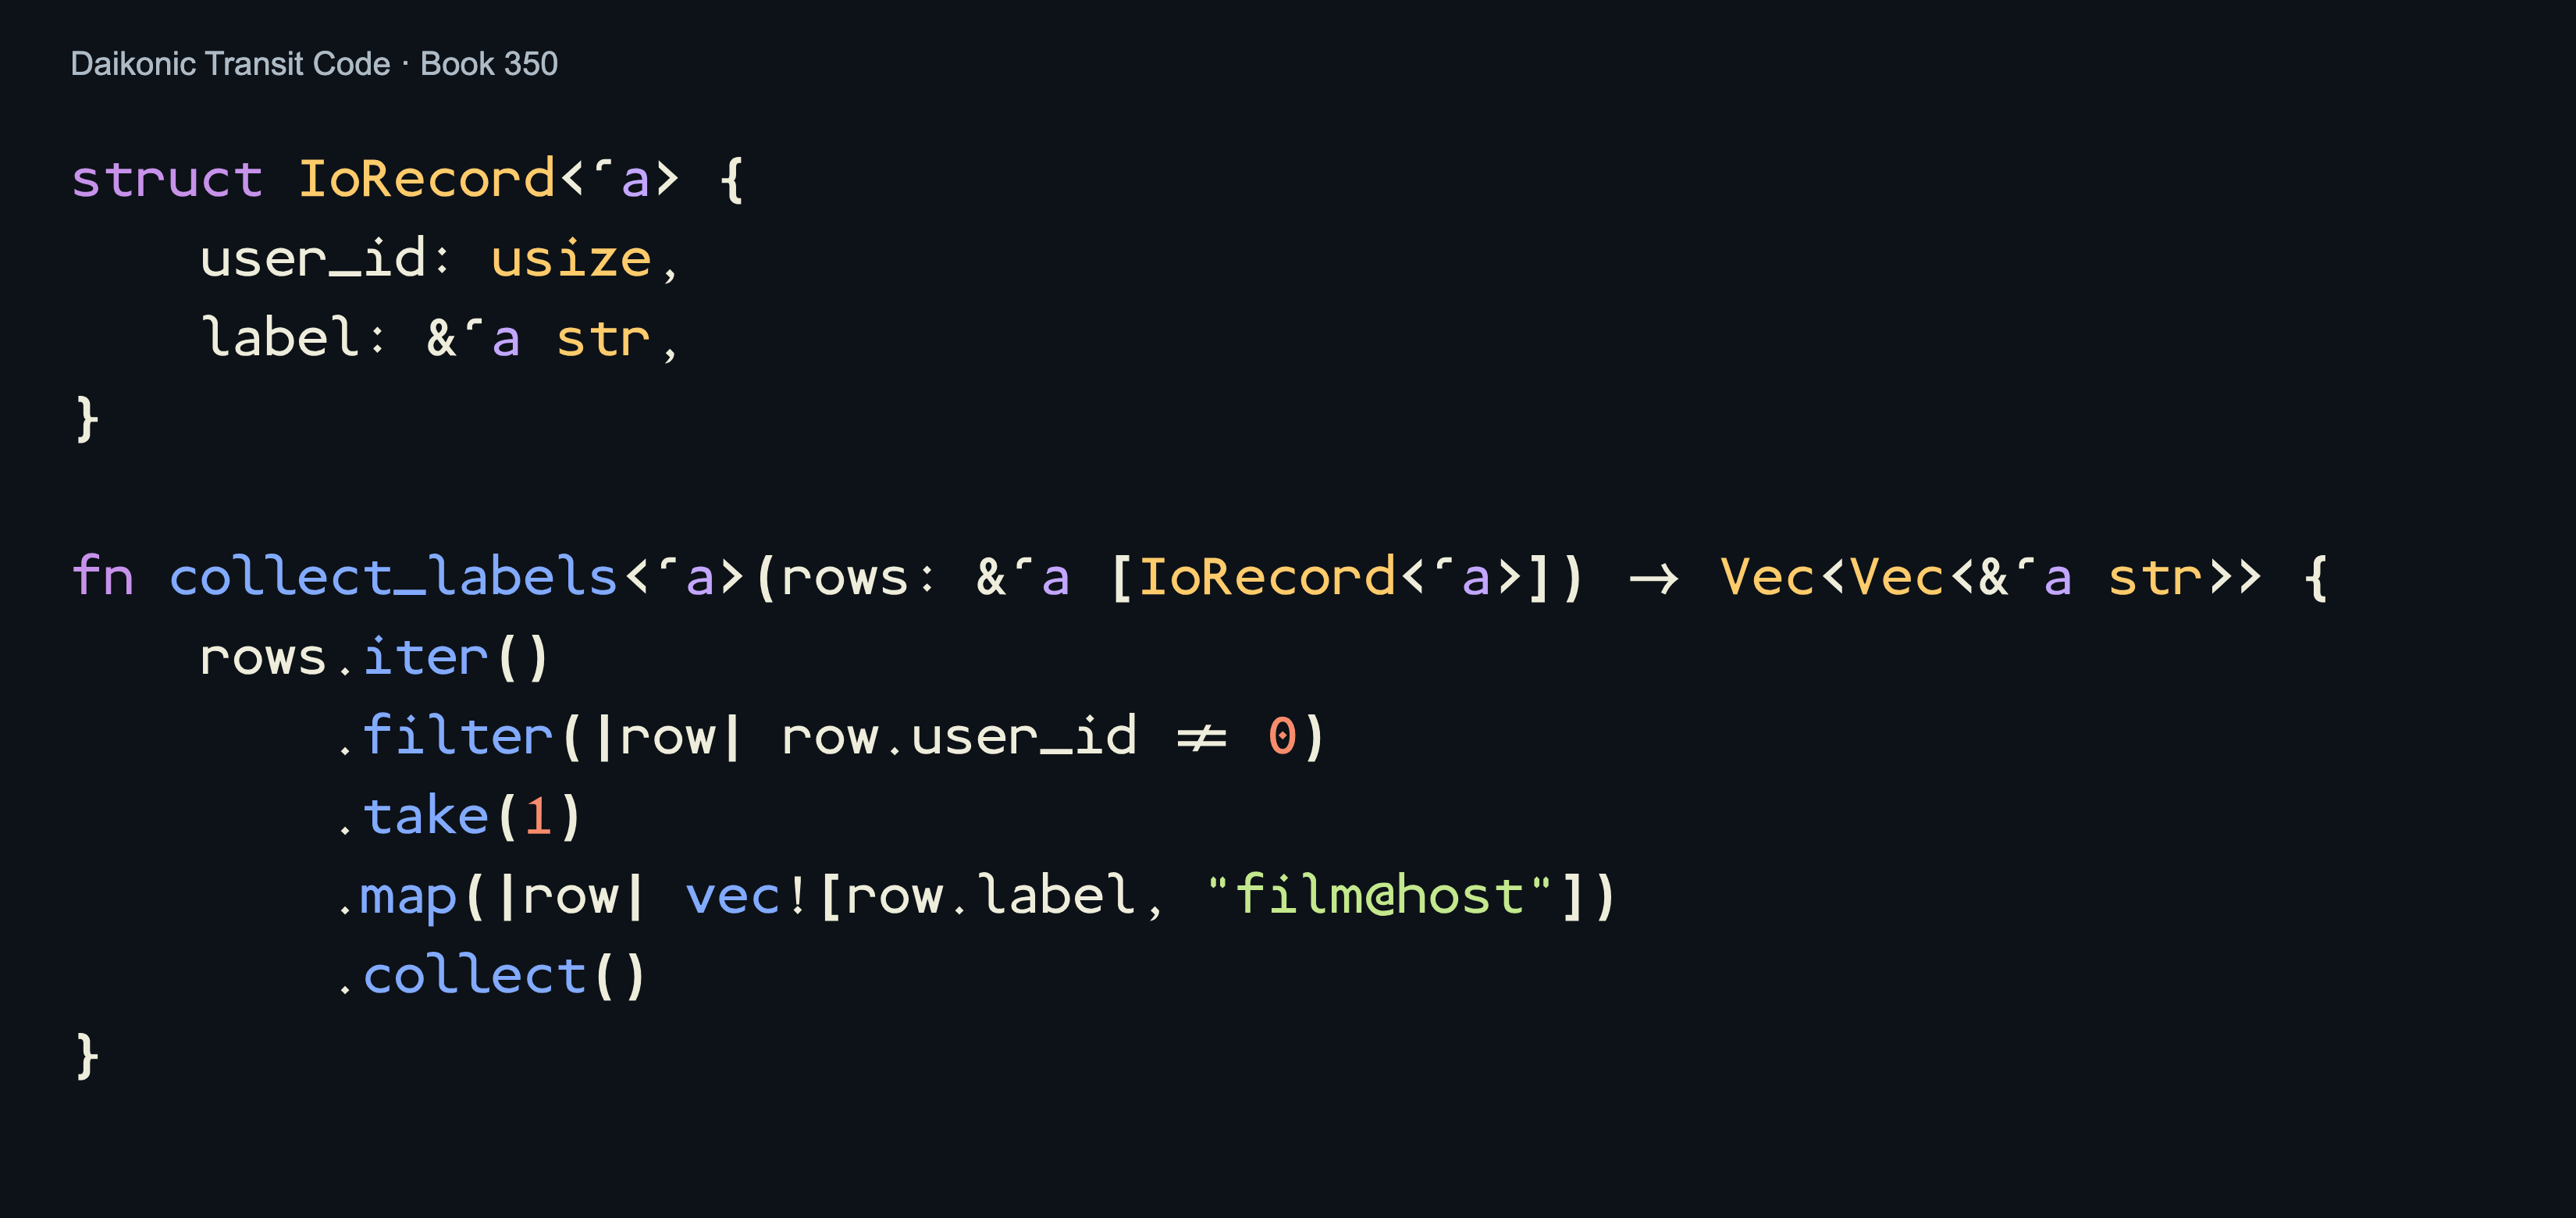 Daikonic Transit Code · Book 350
struct IoRecord<'a> {
    user_id: usize,
    label: &'a str,
}
fn collect_labels<'a>(rows: &'a [IoRecord<'a>]) -> Vec<Vec<&'a str>> {
    rows.iter()
        .filter(|row| row.user_id != 0)
        .take(1)
        .map(|row| vec![row.label, "film@host"])
        .collect()
}